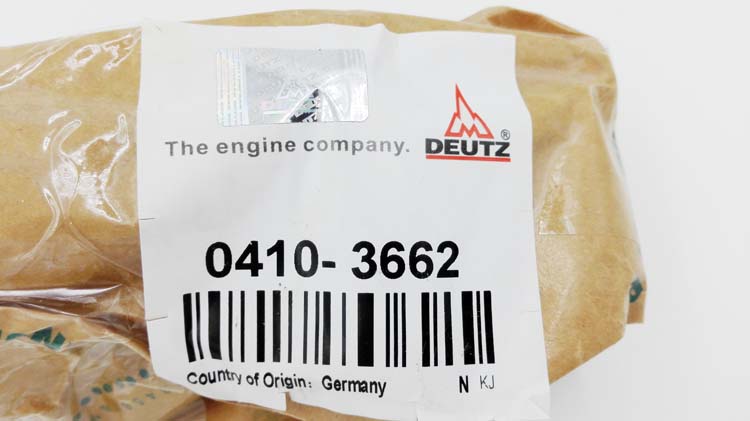 The engine company. DEUTZ®
0410- 3662
Country of Origin: Germany N KJ